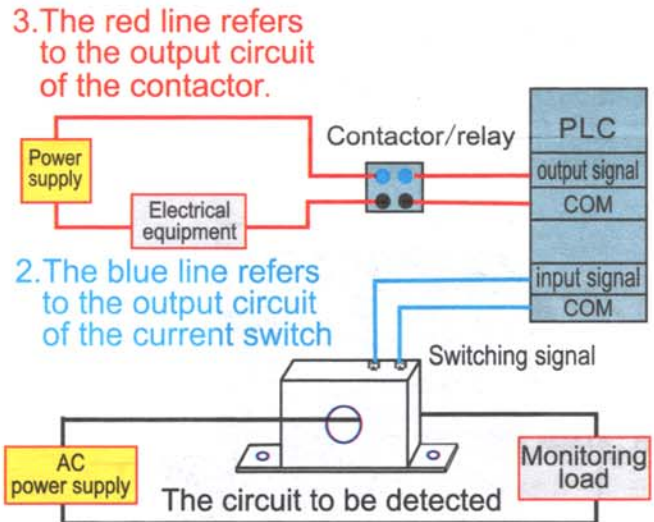 3.The red line refers
to the output circuit
of the contactor.
Contactor/relay
PLC
Power
supply
output signal
COM
Electrical
equipment
2.The blue line refers
to the output circuit
of the current switch
input signal
COM
Switching signal
AC
power supply
Monitoring
load
The circuit to be detected